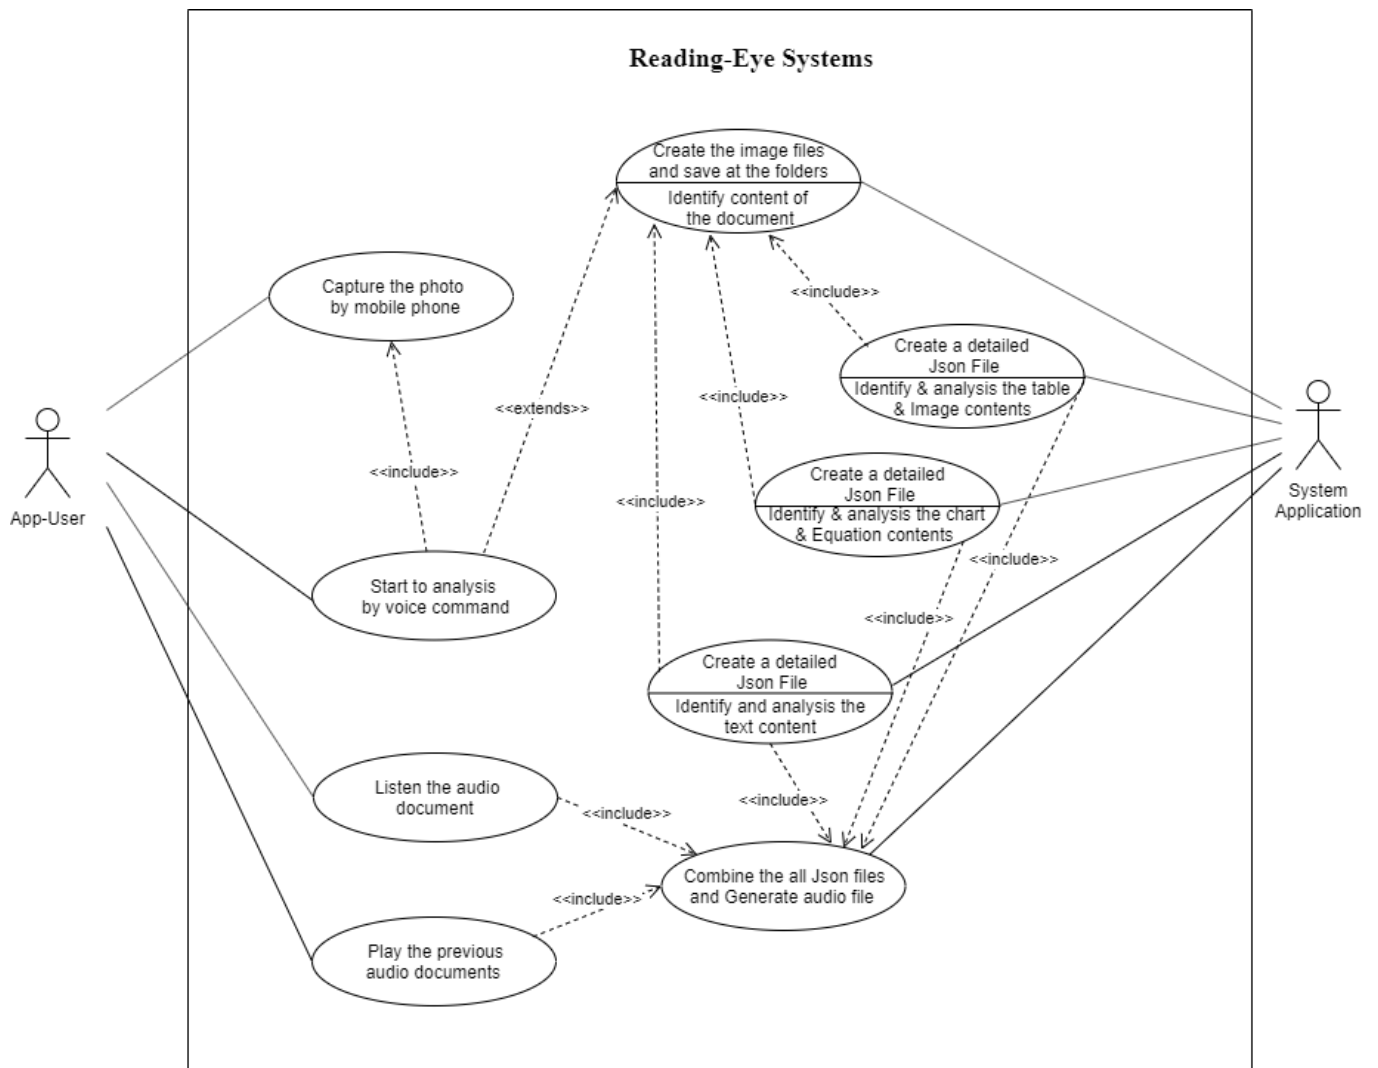 Reading-Eye Systems
Create the image files
and save at the folders
Identify content of
the document
Capture the photo
by mobile phone
<<include>>
Create a detailed
Json File
Identify & analysis the table
& Image contents
<<extends>>
<<include>>
<<include>>
<<include>>
Create a detailed
Json File
Identify & analysis the chart
& Equation contents
App-User
System
Application
<<include>>
Start to analysis
by voice command
<<include>>
Create a detailed
Json File
Identify and analysis the
text content
Listen the audio
document
<<include>>
<<include>>
Combine the all Json files
and Generate audio file
<<include>>
Play the previous
audio documents